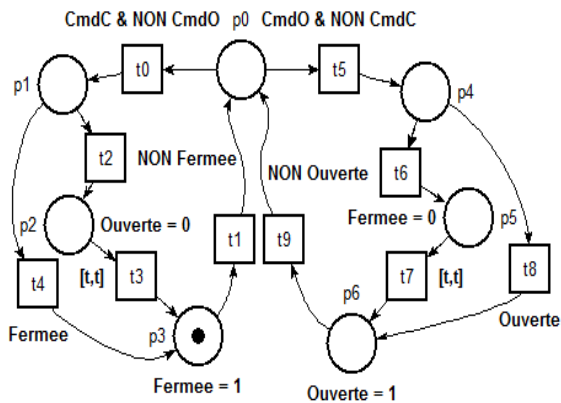 CmdC & NON CmdO p0 CmdO & NON CmdC
p1 t0 t5 p4
t2 NON Fermee NON Ouverte t6
p2 Ouverte = 0 Fermee = 0 p5
t1 t9
[t,t] t3 t7 [t,t] t8
t4 p6
Fermee p3 Ouverte
Fermee = 1 Ouverte = 1